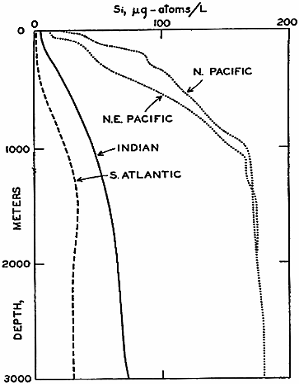 Si, µg-atoms/L
0 100 200
0
N. PACIFIC
N.E. PACIFIC
INDIAN
1000
S. ATLANTIC
DEPTH, METERS
2000
3000